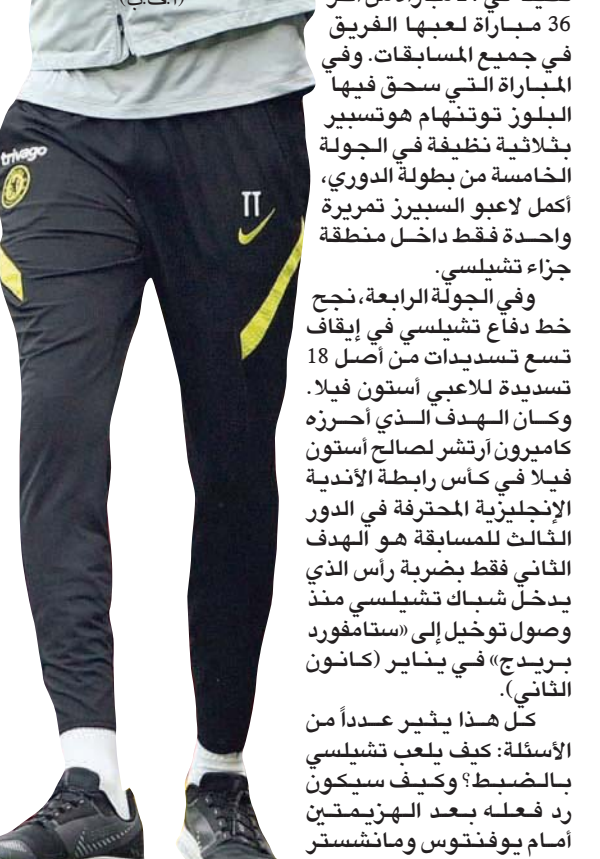 (أ.ف.ب)
36 مباراة لعبها الفريق
في جميع المسابقات. وفي
المباراة التي سحق فيها
البلوز توتنهام هوتسبير
بثلاثية نظيفة في الجولة
الخامسة من بطولة الدوري،
أكمل لاعبو السبيرز تمريرة
واحدة فقط داخل منطقة
جزاء تشيلسي.
وفي الجولة الرابعة، نجح
خط دفاع تشيلسي في إيقاف
تسع تسديدات من أصل 18
تسديدة للاعبي أستون فيلا.
وكان الهدف الذي أحرزه
كاميرون آرتشر لصالح أستون
فيلا في كأس رابطة الأندية
الإنجليزية المحترفة في الدور
الثالث للمسابقة هو الهدف
الثاني فقط بضربة رأس الذي
يدخل شباك تشيلسي منذ
وصول توخيل إلى «ستامفورد
بريدج» في يناير (كانون
الثاني).
كل هذا يثير عدداً من
الأسئلة: كيف يلعب تشيلسي
بالضبط؟ وكيف سيكون
رد فعله بعد الهزيمتين
أمام يوفنتوس ومانشستر
trivago
TT